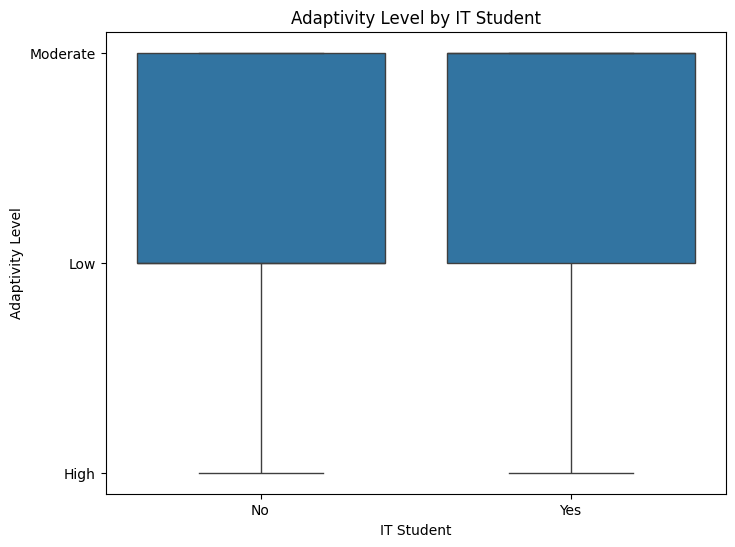 Adaptivity Level by IT Student
Moderate
Low
High
Adaptivity Level
No
Yes
IT Student